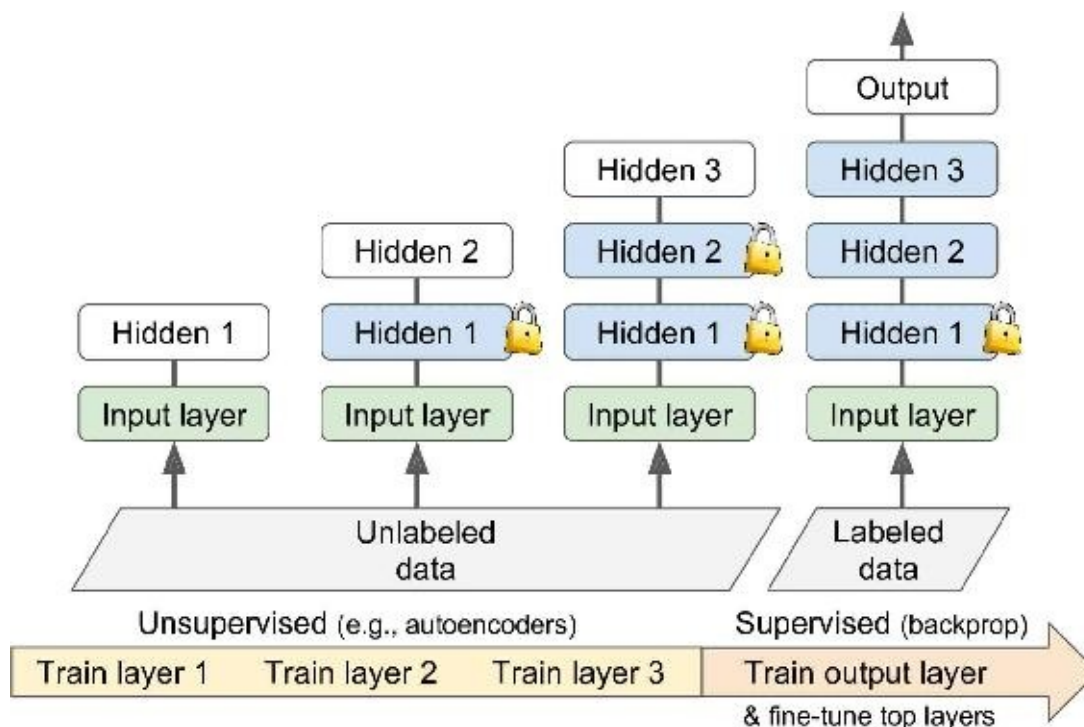 Output
Hidden 3
Hidden 3
Hidden 2
Hidden 2
Hidden 2
Hidden 1
Hidden 1
Hidden 1
Hidden 1
Input layer
Input layer
Input layer
Input layer
Unlabeled
data
Labeled
data
Unsupervised (e.g., autoencoders)
Supervised (backprop)
Train layer 1
Train layer 2
Train layer 3
Train output layer
& fine-tune top layers